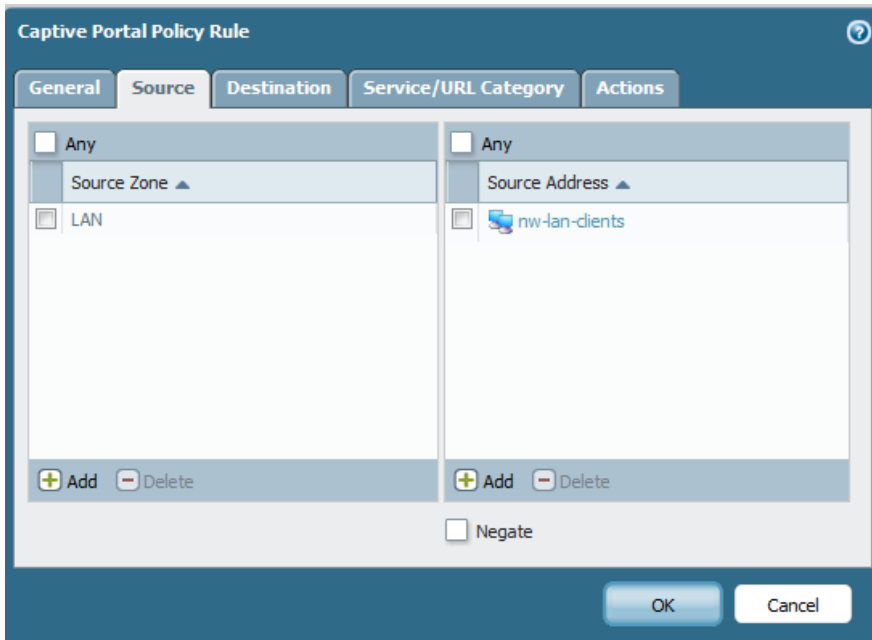 Captive Portal Policy Rule
General Source Destination Service/URL Category Actions
Any Any
Source Zone Source Address
LAN nw-lan-clients
Add Delete Add Delete
Negate
OK Cancel